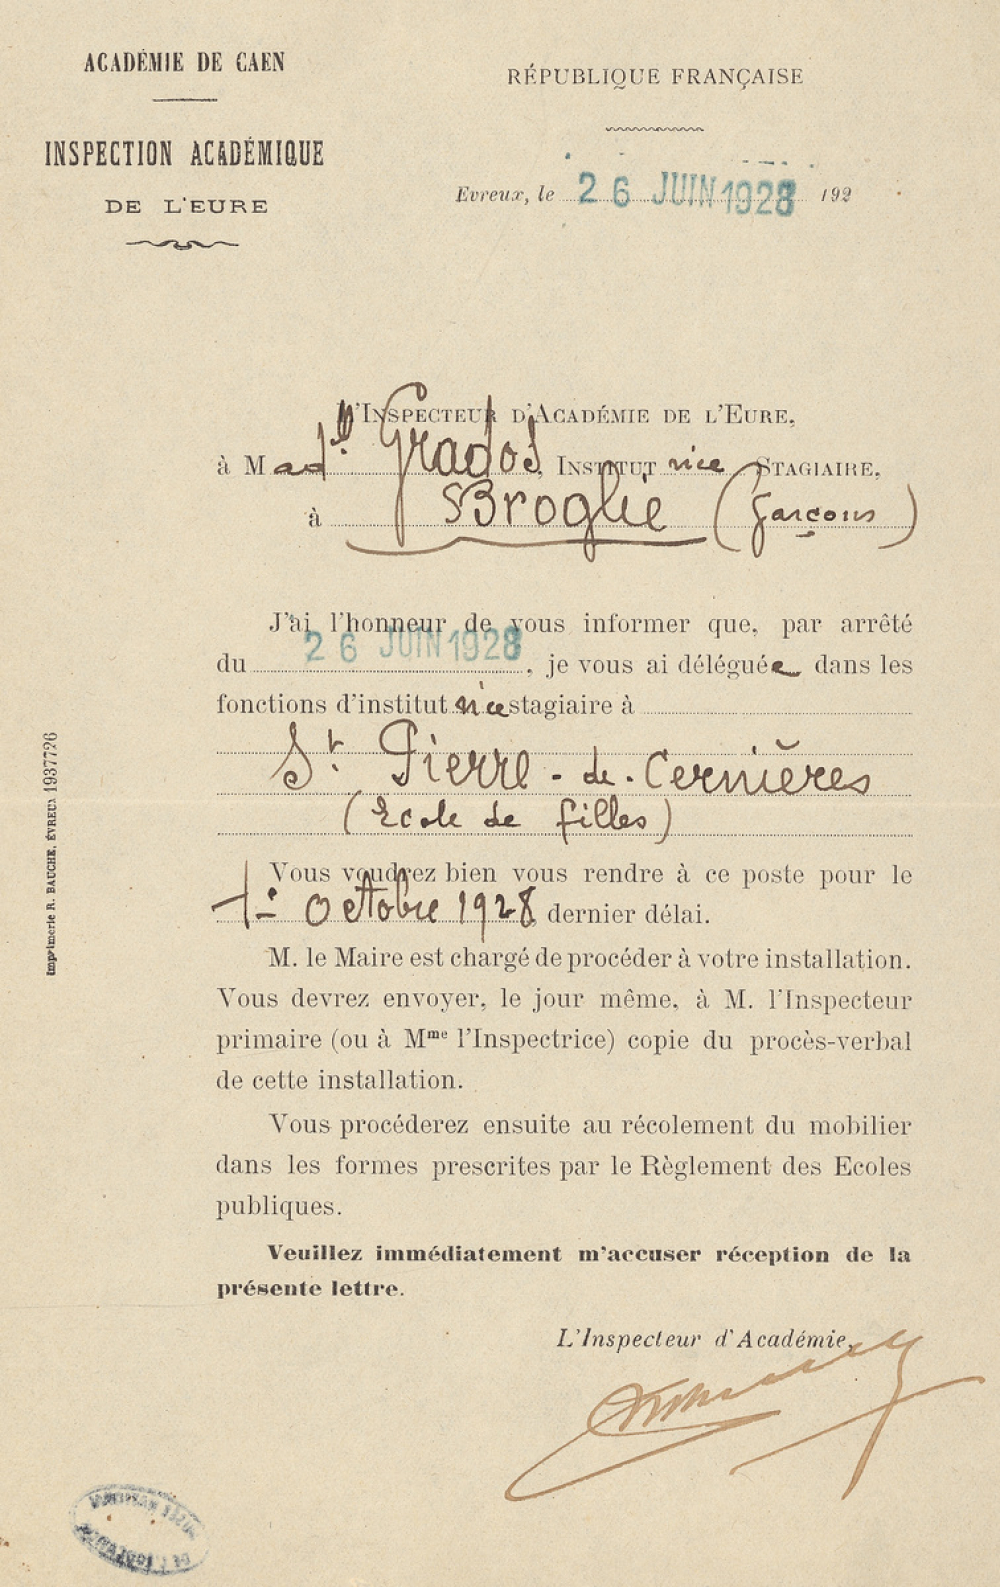 ACADÉMIE DE CAEN
INSPECTION ACADÉMIQUE
DE L'EURE
RÉPUBLIQUE FRANÇAISE
Evreux, le 26 JUIN 1928 192
L'INSPECTEUR D'ACADÉMIE DE L'EURE,
à Mad.lle Grados, INSTITUTrice STAGIAIRE,
à Broglie (garçons)
J'ai l'honneur de vous informer que, par arrêté
du 26 JUIN 1928, je vous ai déléguée dans les
fonctions d'institutrice stagiaire à
St. Pierre-de-Cernières
(Ecole de filles)
Vous voudrez bien vous rendre à ce poste pour le
1er Octobre 1928 dernier délai.
M. le Maire est chargé de procéder à votre installation.
Vous devrez envoyer, le jour même, à M. l'Inspecteur
primaire (ou à Mme l'Inspectrice) copie du procès-verbal
de cette installation.
Vous procéderez ensuite au récolement du mobilier
dans les formes prescrites par le Règlement des Ecoles
publiques.
Veuillez immédiatement m'accuser réception de la
présente lettre.
L'Inspecteur d'Académie,
Imprimerie R. BAUCHE, ÉVREUX 1937726